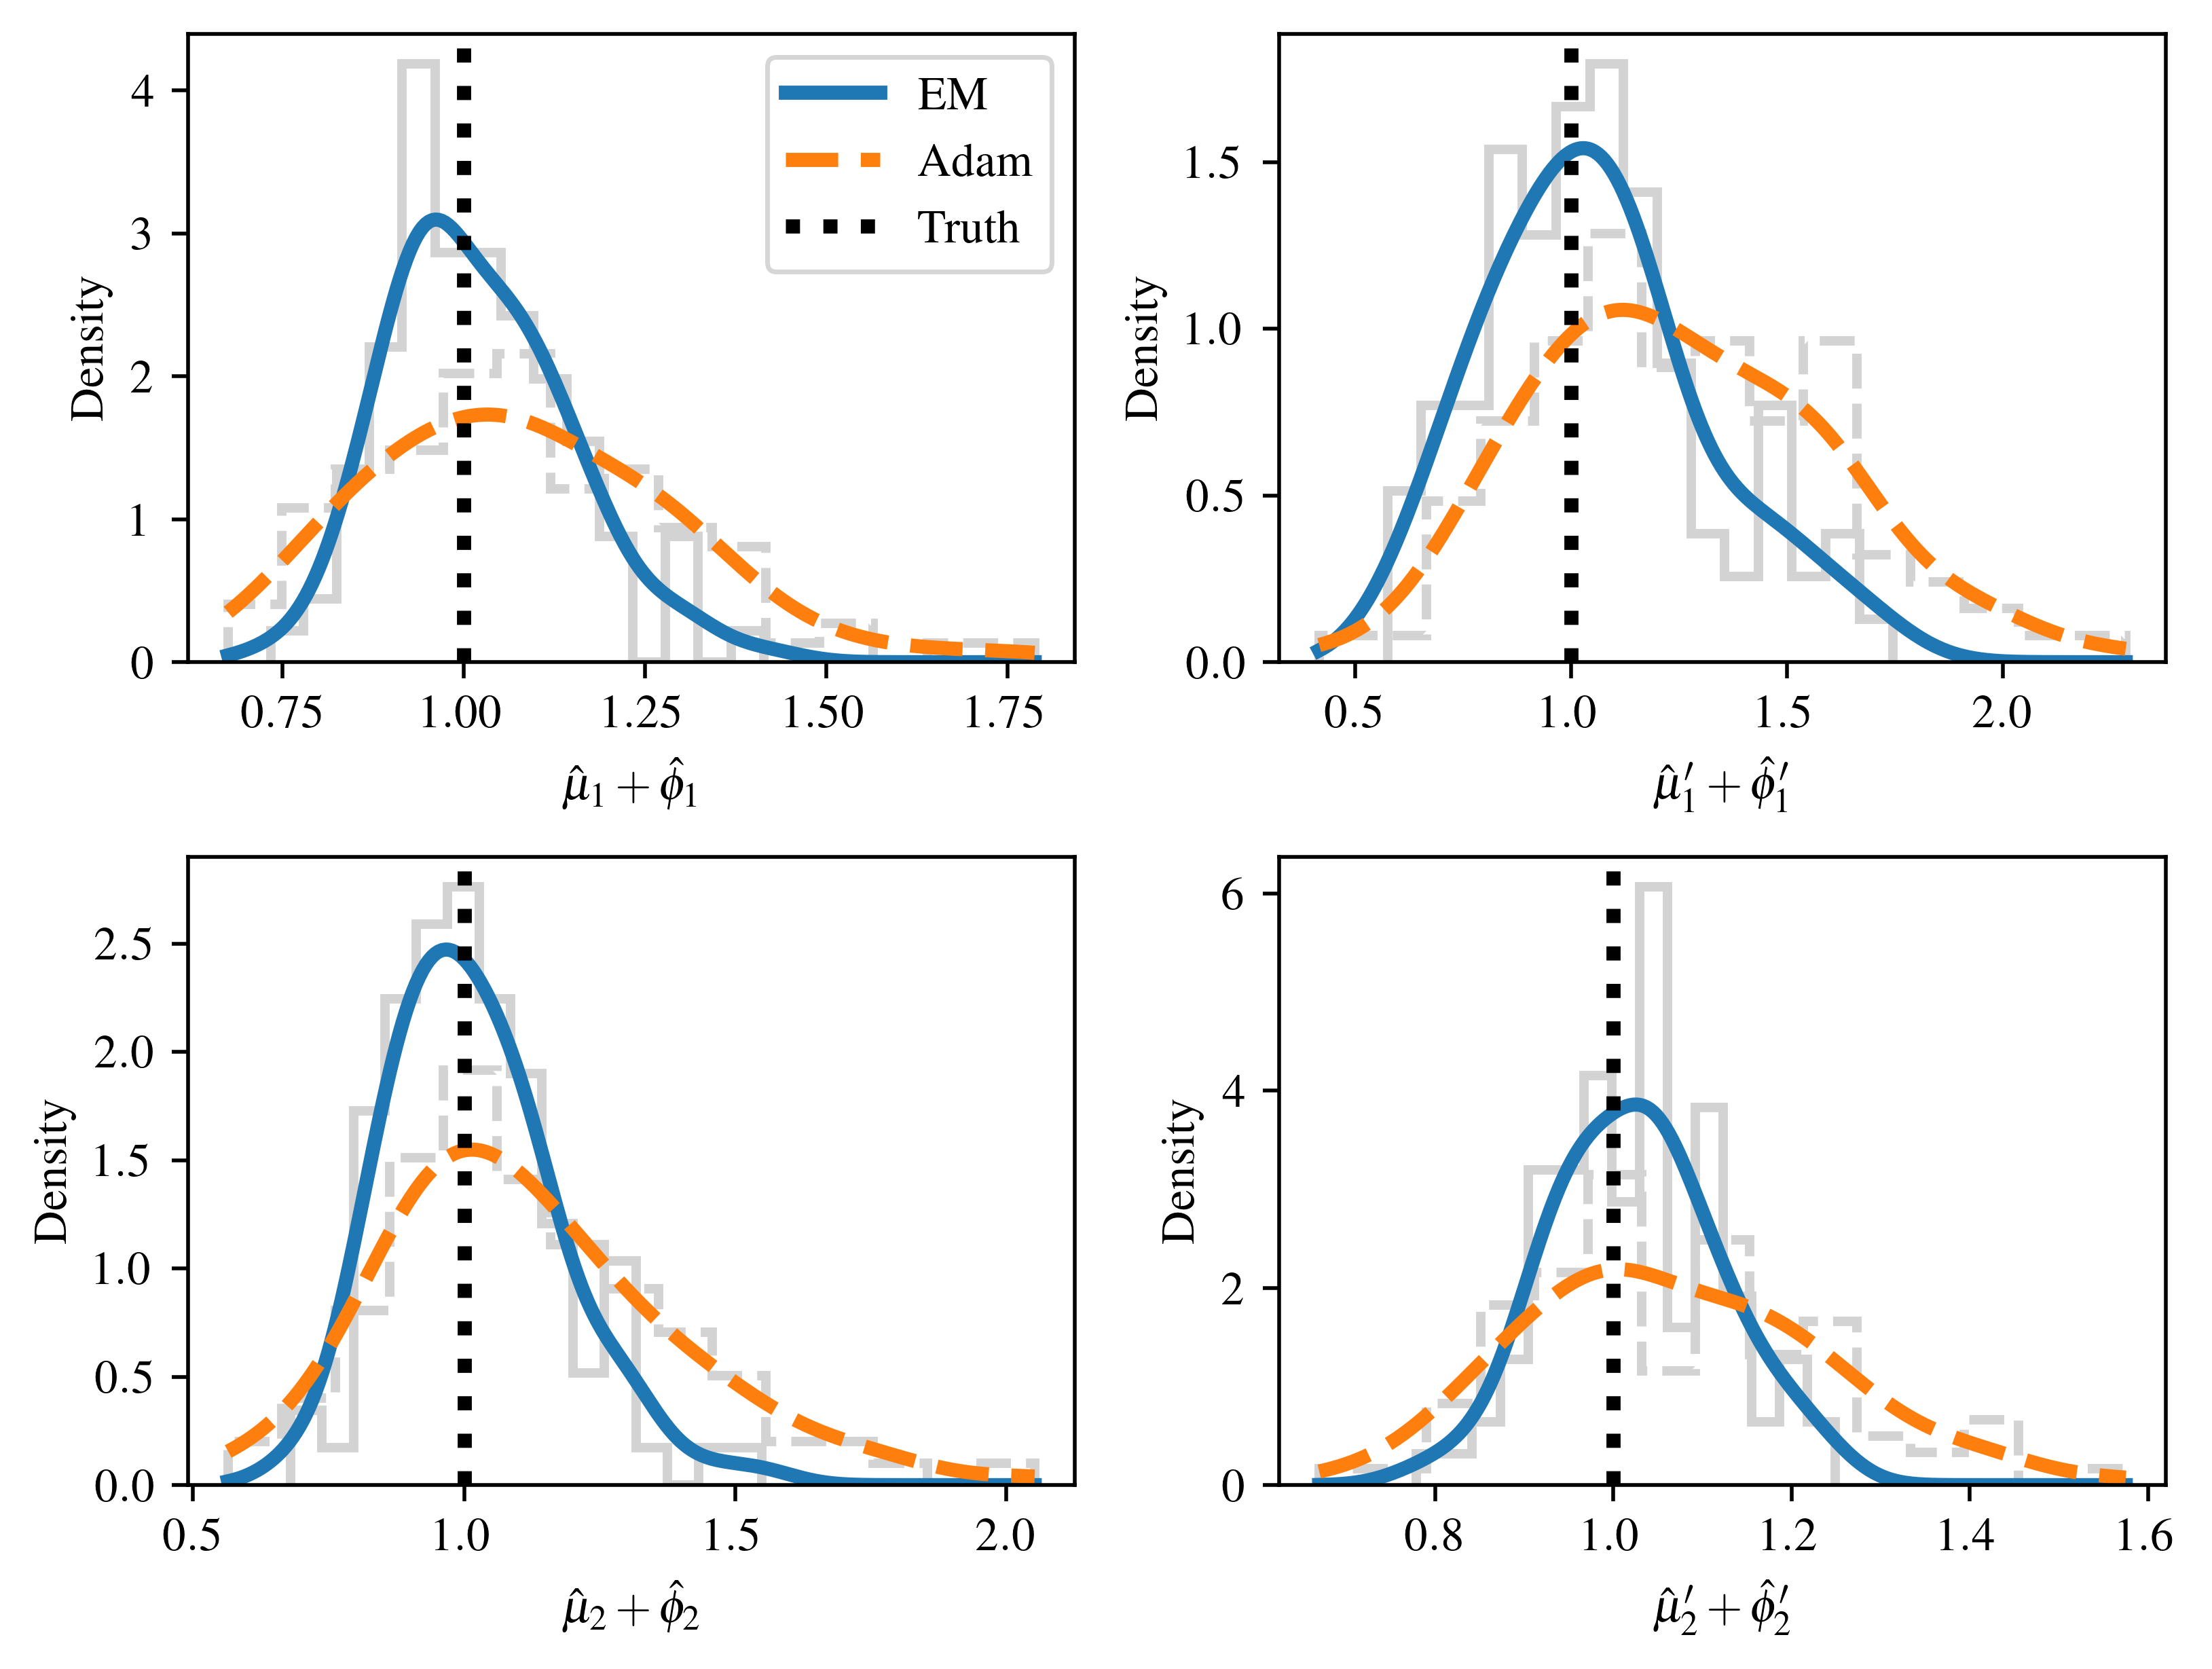 Density
4
3
2
1
0
0.75 1.00 1.25 1.50 1.75
μ̂₁ + ϕ̂₁
EM
Adam
Truth
Density
1.5
1.0
0.5
0.0
0.5 1.0 1.5 2.0
μ̂′₁ + ϕ̂′₁
Density
2.5
2.0
1.5
1.0
0.5
0.0
0.5 1.0 1.5 2.0
μ̂₂ + ϕ̂₂
Density
6
4
2
0
0.8 1.0 1.2 1.4 1.6
μ̂′₂ + ϕ̂′₂